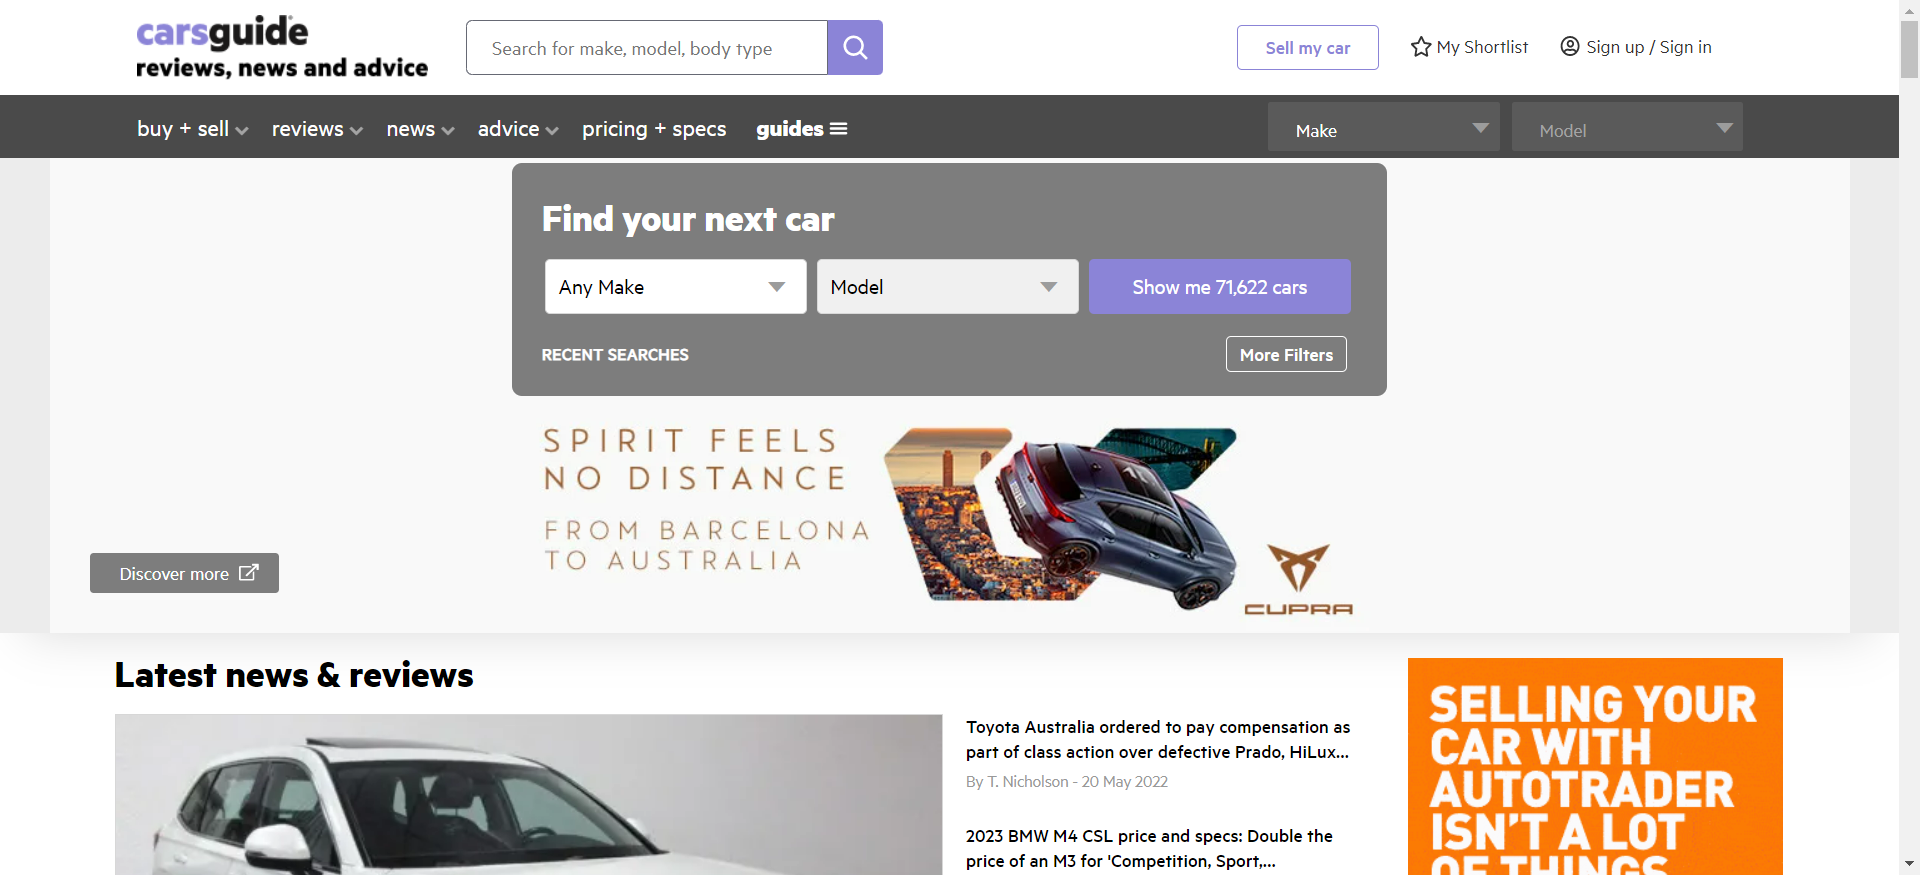 carsguide
reviews, news and advice
Search for make, model, body type
Sell my car
My Shortlist
Sign up / Sign in
buy + sell
reviews
news
advice
pricing + specs
guides
Make
Model
Find your next car
Any Make
Model
Show me 71,622 cars
RECENT SEARCHES
More Filters
SPIRIT FEELS
NO DISTANCE
FROM BARCELONA
TO AUSTRALIA
CUPRA
Discover more
Latest news & reviews
Toyota Australia ordered to pay compensation as
part of class action over defective Prado, HiLux...
By T. Nicholson - 20 May 2022
2023 BMW M4 CSL price and specs: Double the
price of an M3 for 'Competition, Sport,...
SELLING YOUR
CAR WITH
AUTOTRADER
ISN'T A LOT
OF THINGS